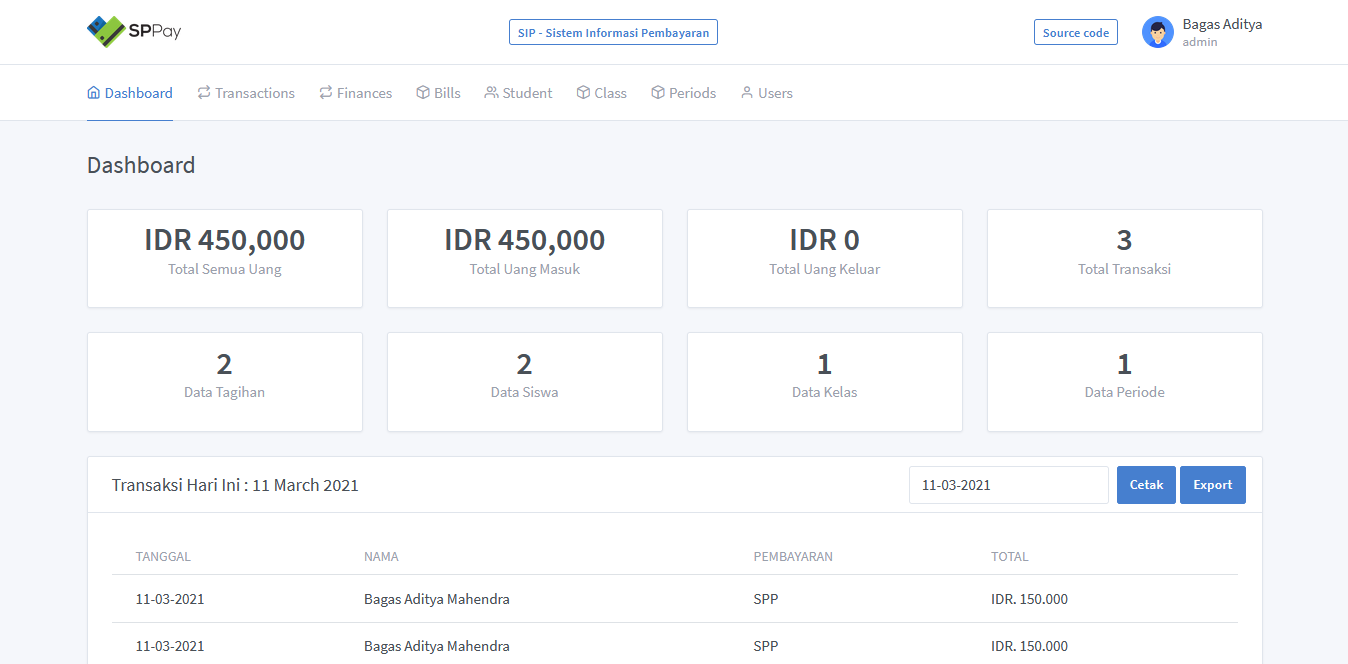 SPPay
SIP - Sistem Informasi Pembayaran
Source code
Bagas Aditya
admin
Dashboard Transactions Finances Bills Student Class Periods Users
Dashboard
IDR 450,000 IDR 450,000 IDR 0 3
Total Semua Uang Total Uang Masuk Total Uang Keluar Total Transaksi
2 2 1 1
Data Tagihan Data Siswa Data Kelas Data Periode
Transaksi Hari Ini : 11 March 2021 11-03-2021 Cetak Export
TANGGAL NAMA PEMBAYARAN TOTAL
11-03-2021 Bagas Aditya Mahendra SPP IDR. 150.000
11-03-2021 Bagas Aditya Mahendra SPP IDR. 150.000